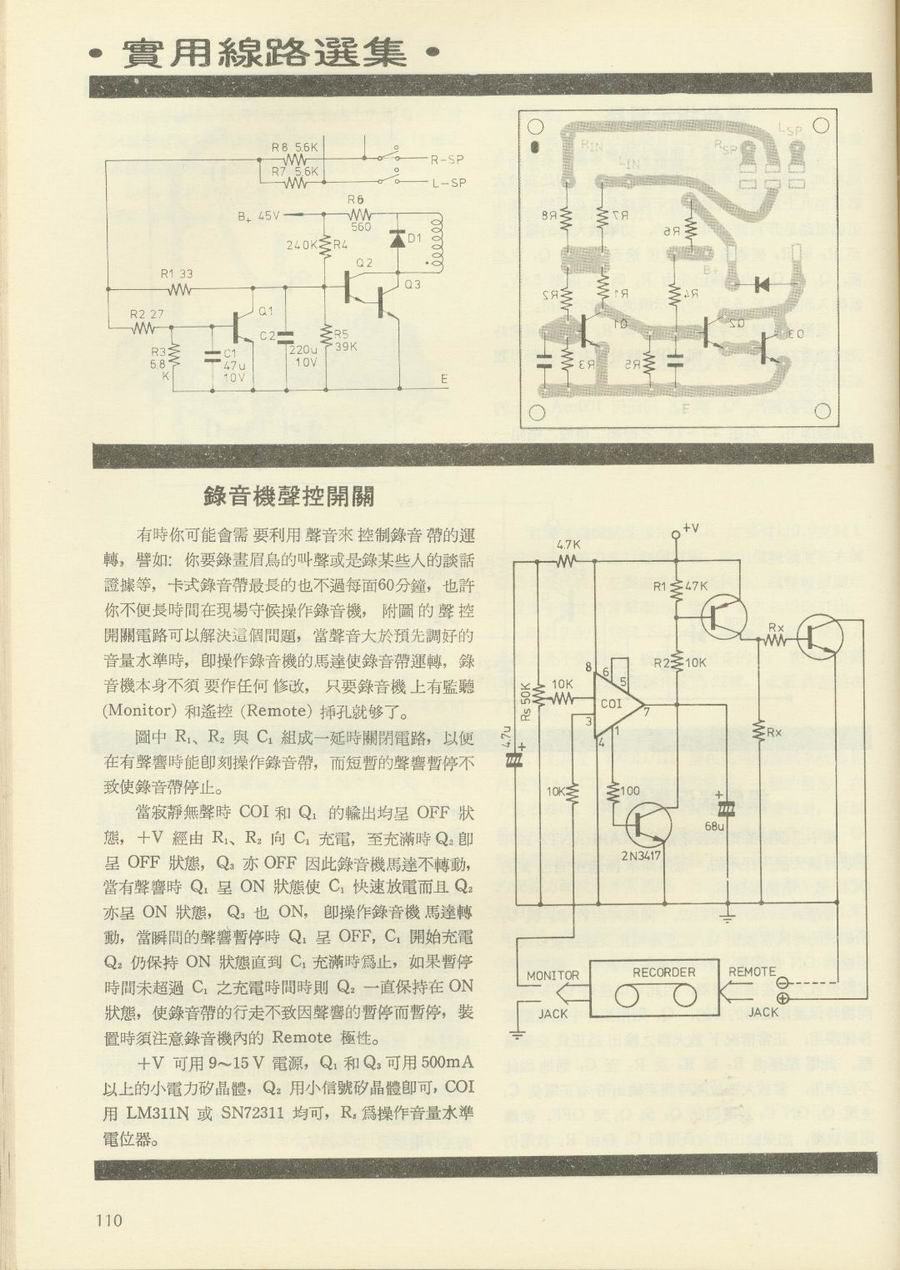 • 實用線路選集 •
R8 5.6K
R7 5.6K
R-SP
L-SP
B+ 45V
R6
560
D1
240K R4
Q2
Q3
R1 33
R2 27
Q1
R3
6.8
K
C1
47u
10V
C2
220u
10V
R5
39K
E
RIN
LIN
RSP
LSP
R8
R7
R6
B+
R2
R1
R4
Q1
Q2
Q3
R3
R5
E
錄音機聲控開關
有時你可能會需要利用聲音來控制錄音帶的運
轉,譬如:你要錄畫眉鳥的叫聲或是錄某些人的談話
證據等,卡式錄音帶最長的也不過每面60分鐘,也許
你不便長時間在現場守候操作錄音機,附圖的聲控
開關電路可以解決這個問題,當聲音大於預先調好的
音量水準時,卽操作錄音機的馬達使錄音帶運轉,錄
音機本身不須要作任何修改,只要錄音機上有監聽
(Monitor)和遙控(Remote)揷孔就够了。
圖中 R₁、R₂ 與 C₁ 組成一延時關閉電路,以便
在有聲響時能卽刻操作錄音帶,而短暫的聲響暫停不
致使錄音帶停止。
當寂靜無聲時 COI 和 Q₁ 的輸出均呈 OFF 狀
態,+V 經由 R₁、R₂ 向 C₁ 充電,至充滿時 Q₂ 卽
呈 OFF 狀態,Q₃ 亦 OFF 因此錄音機馬達不轉動,
當有聲響時 Q₁ 呈 ON 狀態使 C₁ 快速放電而且 Q₂
亦呈 ON 狀態,Q₃ 也 ON,卽操作錄音機馬達轉
動,當瞬間的聲響暫停時 Q₁ 呈 OFF,C₁ 開始充電
Q₂ 仍保持 ON 狀態直到 C₁ 充滿時爲止,如果暫停
時間未超過 C₁ 之充電時間時則 Q₂ 一直保持在 ON
狀態,使錄音帶的行走不致因聲響的暫停而暫停,裝
置時須注意錄音機內的 Remote 極性。
+V 可用 9~15 V 電源,Q₁ 和 Q₃ 可用 500mA
以上的小電力矽晶體,Q₂ 用小信號矽晶體卽可,COI
用 LM311N 或 SN72311 均可,Rs 爲操作音量水準
電位器。
+V
4.7K
R1 47K
Rx
R2 10K
8
6
5
10K
COI
7
3
4
1
Rs 50K
4.7u
+
Rx
10K
100
+
68u
2N3417
MONITOR
RECORDER
REMOTE
JACK
JACK
110